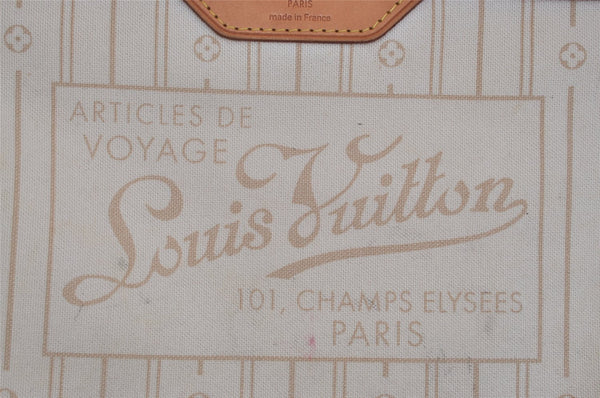 PARIS
made in France
ARTICLES DE
VOYAGE
Louis Vuitton
101, CHAMPS ELYSEES
PARIS